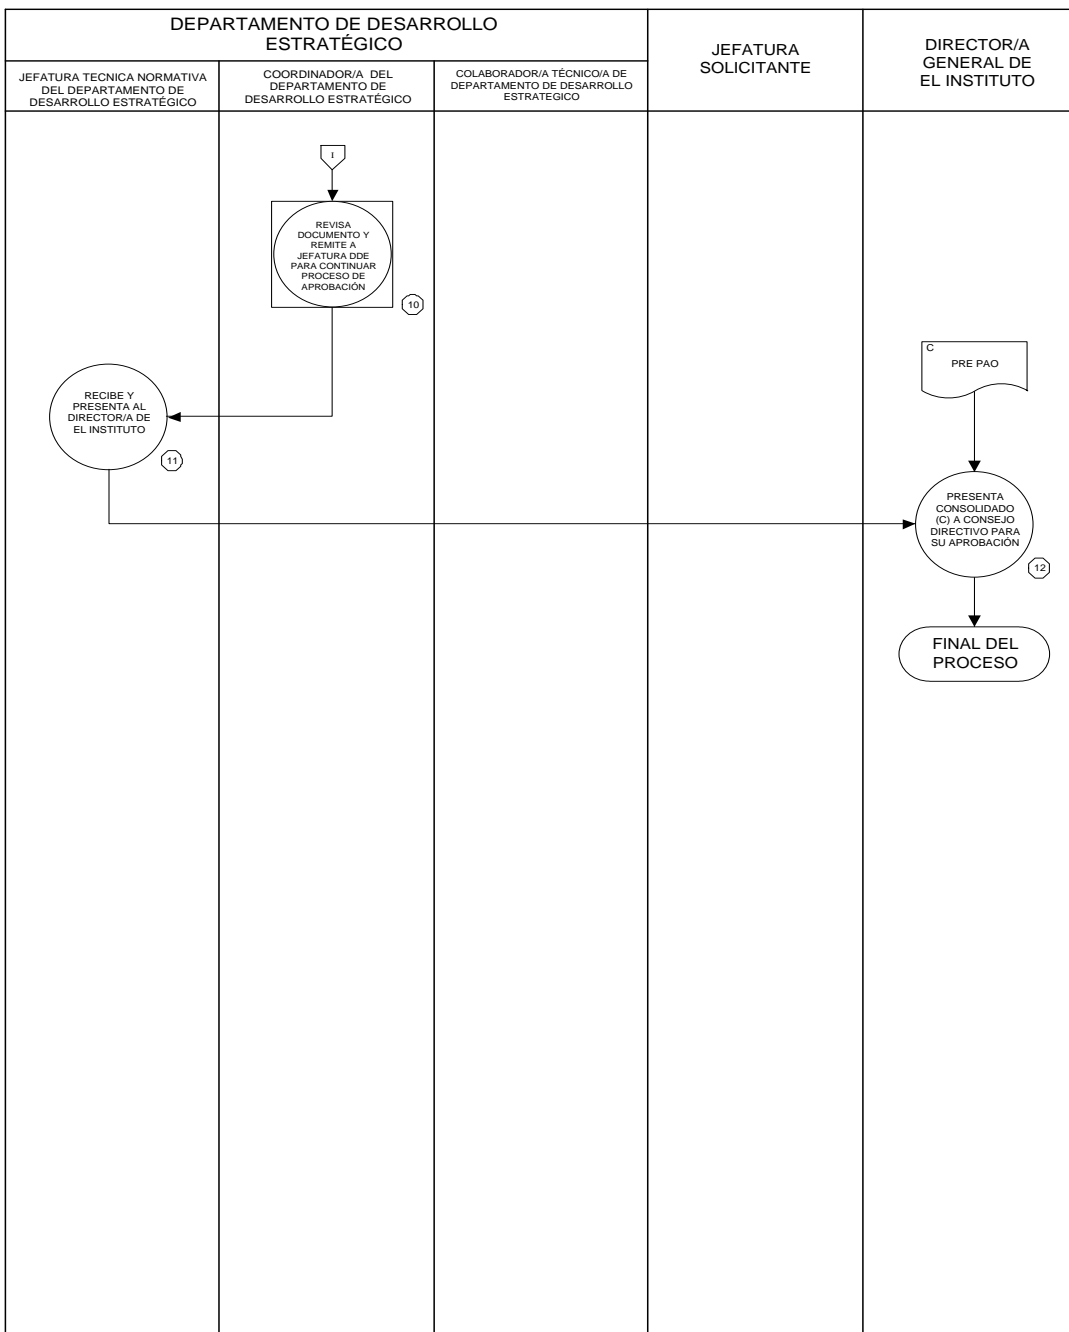 DEPARTAMENTO DE DESARROLLO
ESTRATÉGICO
JEFATURA
SOLICITANTE
DIRECTOR/A
GENERAL DE
EL INSTITUTO
JEFATURA TECNICA NORMATIVA
DEL DEPARTAMENTO DE
DESARROLLO ESTRATÉGICO
COORDINADOR/A DEL
DEPARTAMENTO DE
DESARROLLO ESTRATÉGICO
COLABORADOR/A TÉCNICO/A DE
DEPARTAMENTO DE DESARROLLO
ESTRATEGICO
I
REVISA
DOCUMENTO Y
REMITE A
JEFATURA DDE
PARA CONTINUAR
PROCESO DE
APROBACIÓN
10
RECIBE Y
PRESENTA AL
DIRECTOR/A DE
EL INSTITUTO
11
C
PRE PAO
PRESENTA
CONSOLIDADO
(C) A CONSEJO
DIRECTIVO PARA
SU APROBACIÓN
12
FINAL DEL
PROCESO